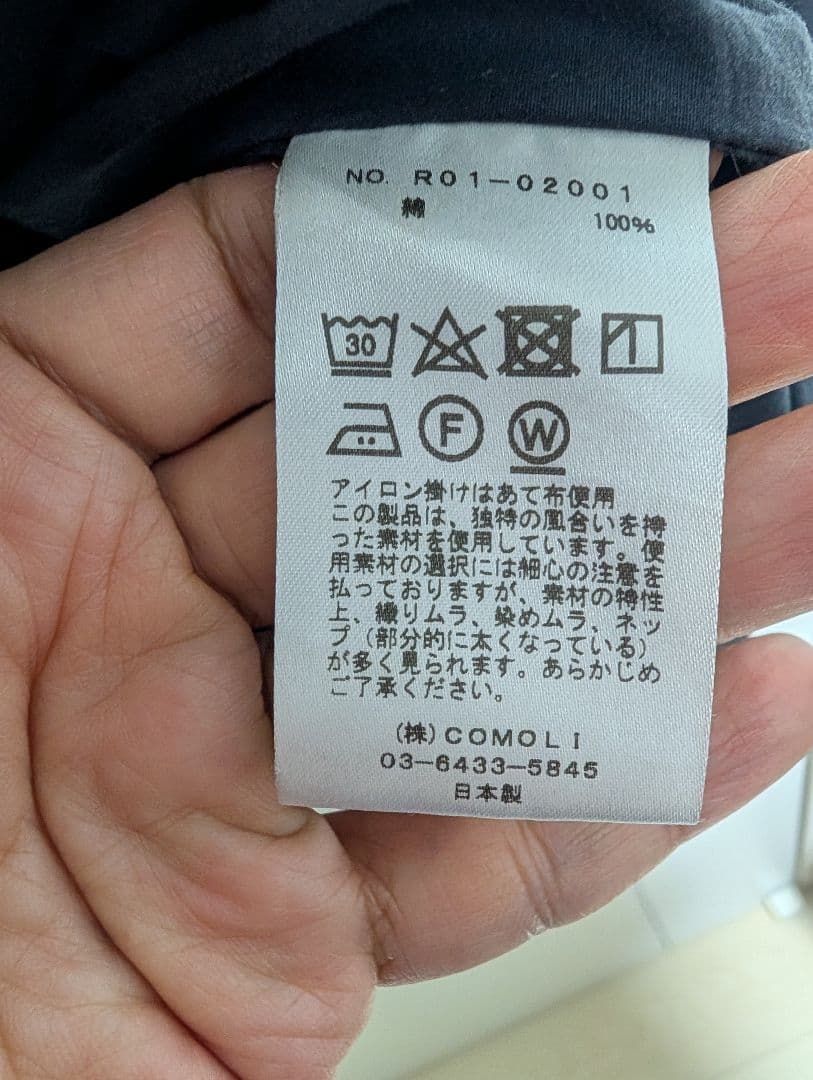 NO. R01-02001
綿 100%
30
F W
アイロン掛けはあて布使用
この製品は、独特の風合いを持
った素材を使用しています。使
用素材の選択には細心の注意を
払っておりますが、素材の特性
上、織りムラ、染めムラ、ネッ
プ(部分的に太くなっている)
が多く見られます。あらかじめ
ご了承ください。
(株)COMOLI
03-6433-5845
日本製